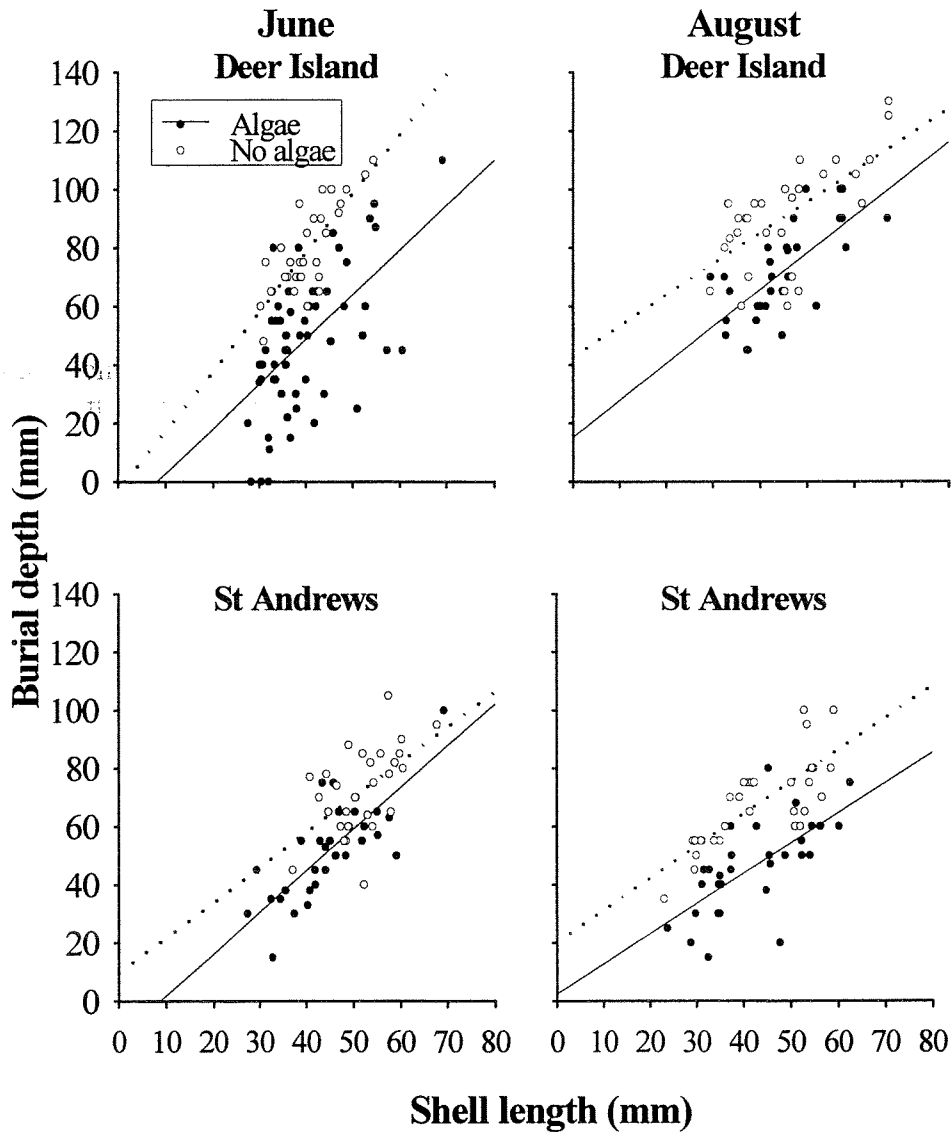 June
Deer Island
August
Deer Island
140
120
100
80
60
40
20
0
Algae
No algae
Burial depth (mm)
St Andrews
St Andrews
140
120
100
80
60
40
20
0
0 10 20 30 40 50 60 70 80
0 10 20 30 40 50 60 70 80
Shell length (mm)